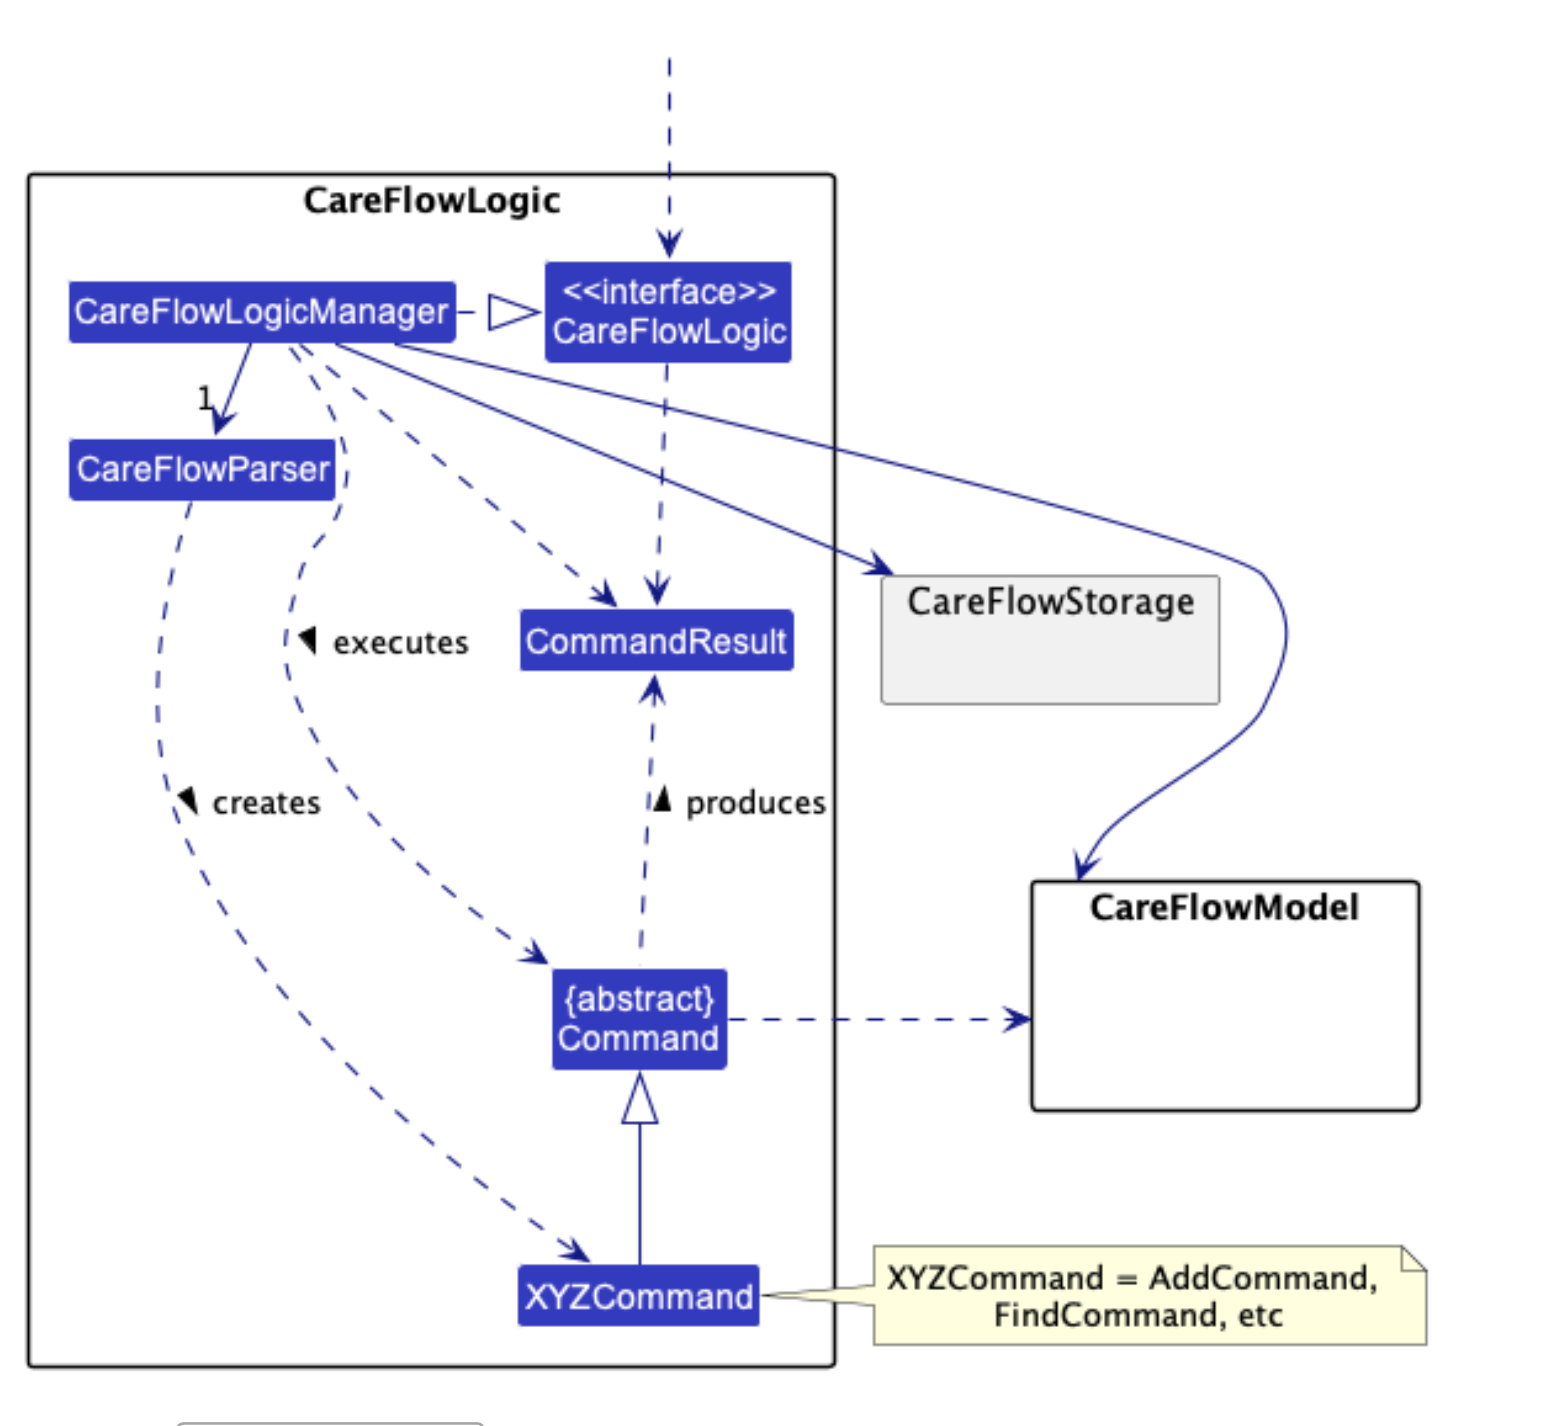 CareFlowLogic
CareFlowLogicManager
<<interface>>
CareFlowLogic
1
CareFlowParser
CareFlowStorage
executes
CommandResult
creates
produces
CareFlowModel
{abstract}
Command
XYZCommand
XYZCommand = AddCommand,
FindCommand, etc